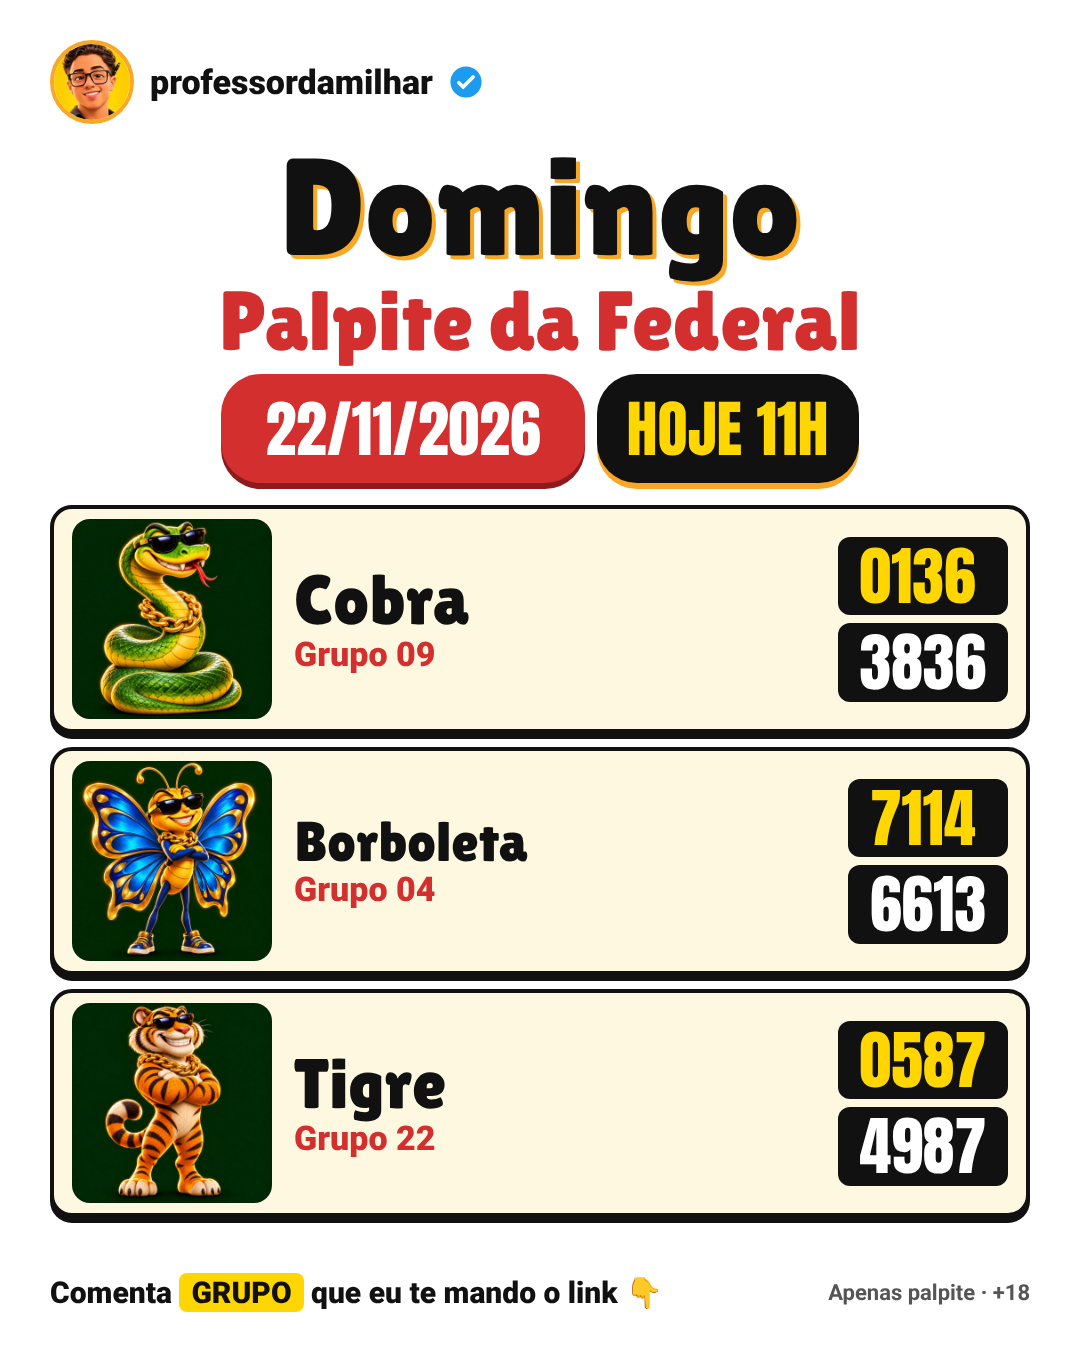 professordamilhar
Domingo
Palpite da Federal
22/11/2026 HOJE 11H
Cobra
Grupo 09
0136
3836
Borboleta
Grupo 04
7114
6613
Tigre
Grupo 22
0587
4987
Comenta GRUPO que eu te mando o link 👇
Apenas palpite · +18